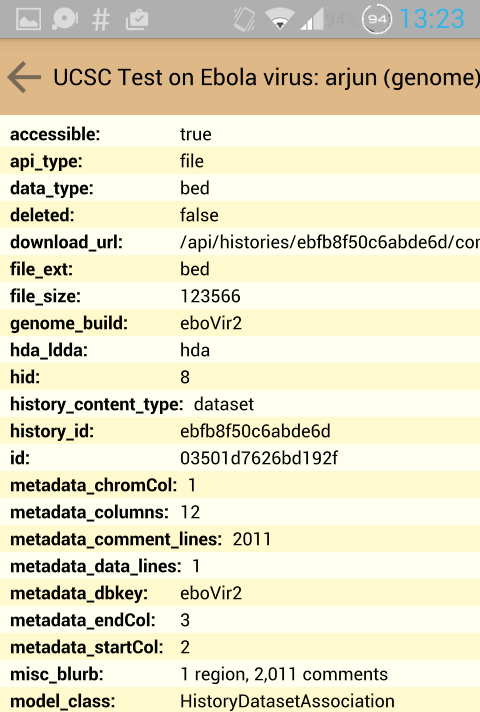 94% 94 13:23
UCSC Test on Ebola virus: arjun (genome)
accessible: true
api_type: file
data_type: bed
deleted: false
download_url: /api/histories/ebfb8f50c6abde6d/cor
file_ext: bed
file_size: 123566
genome_build: eboVir2
hda_ldda: hda
hid: 8
history_content_type: dataset
history_id: ebfb8f50c6abde6d
id: 03501d7626bd192f
metadata_chromCol: 1
metadata_columns: 12
metadata_comment_lines: 2011
metadata_data_lines: 1
metadata_dbkey: eboVir2
metadata_endCol: 3
metadata_startCol: 2
misc_blurb: 1 region, 2,011 comments
model_class: HistoryDatasetAssociation